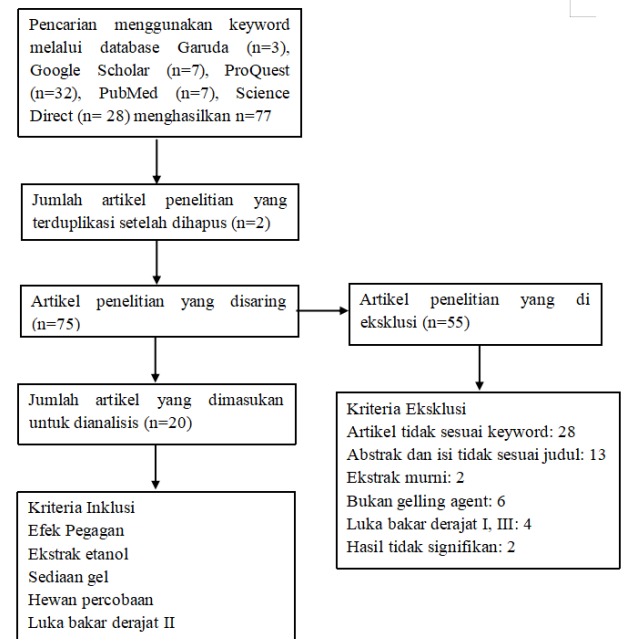 Pencarian menggunakan keyword
melalui database Garuda (n=3),
Google Scholar (n=7), ProQuest
(n=32), PubMed (n=7), Science
Direct (n= 28) menghasilkan n=77
Jumlah artikel penelitian yang
terduplikasi setelah dihapus (n=2)
Artikel penelitian yang disaring
(n=75)
Artikel penelitian yang di
eksklusi (n=55)
Jumlah artikel yang dimasukan
untuk dianalisis (n=20)
Kriteria Eksklusi
Artikel tidak sesuai keyword: 28
Abstrak dan isi tidak sesuai judul: 13
Ekstrak murni: 2
Bukan gelling agent: 6
Luka bakar derajat I, III: 4
Hasil tidak signifikan: 2
Kriteria Inklusi
Efek Pegagan
Ekstrak etanol
Sediaan gel
Hewan percobaan
Luka bakar derajat II